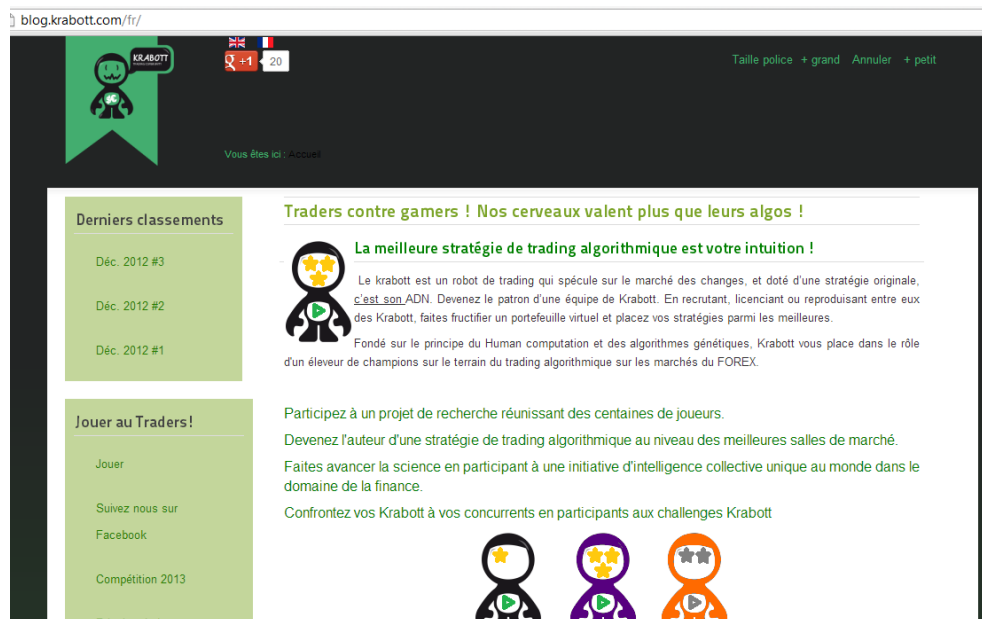 blog.krabott.com/fr/
KRABOTT
+1 20
Taille police + grand Annuler + petit
Vous êtes ici : Accueil
Derniers classements
Déc. 2012 #3
Déc. 2012 #2
Déc. 2012 #1
Jouer au Traders!
Jouer
Suivez nous sur
Facebook
Compétition 2013
Traders contre gamers ! Nos cerveaux valent plus que leurs algos !
La meilleure stratégie de trading algorithmique est votre intuition !
Le krabott est un robot de trading qui spécule sur le marché des changes, et doté d'une stratégie originale,
c'est son ADN. Devenez le patron d'une équipe de Krabott. En recrutant, licenciant ou reproduisant entre eux
des Krabott, faites fructifier un portefeuille virtuel et placez vos stratégies parmi les meilleures.
Fondé sur le principe du Human computation et des algorithmes génétiques, Krabott vous place dans le rôle
d'un éleveur de champions sur le terrain du trading algorithmique sur les marchés du FOREX.
Participez à un projet de recherche réunissant des centaines de joueurs.
Devenez l'auteur d'une stratégie de trading algorithmique au niveau des meilleures salles de marché.
Faites avancer la science en participant à une initiative d'intelligence collective unique au monde dans le
domaine de la finance.
Confrontez vos Krabott à vos concurrents en participants aux challenges Krabott